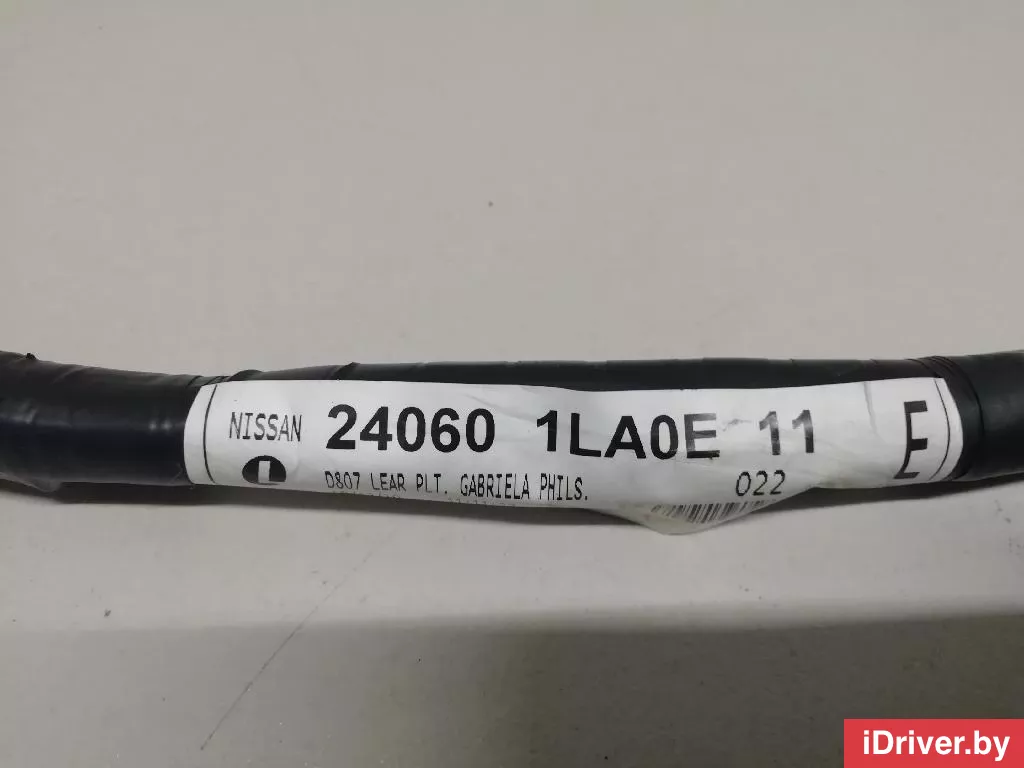 NISSAN 24060 1LA0E 11 E
L D807 LEAR PLT. GABRIELA PHILS. 022
iDriver.by